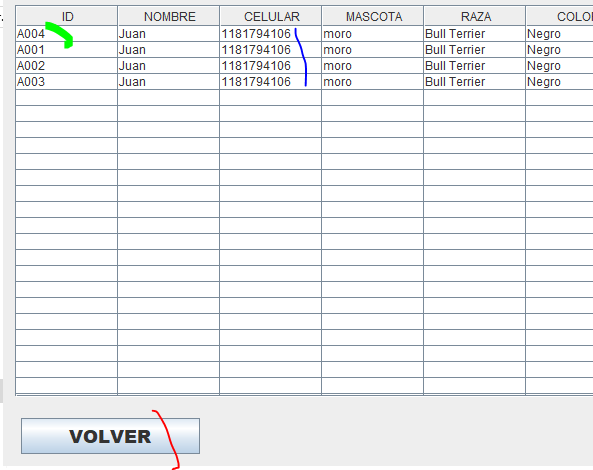 ID NOMBRE CELULAR MASCOTA RAZA COLO
A004 Juan 1181794106 moro Bull Terrier Negro
A001 Juan 1181794106 moro Bull Terrier Negro
A002 Juan 1181794106 moro Bull Terrier Negro
A003 Juan 1181794106 moro Bull Terrier Negro
VOLVER